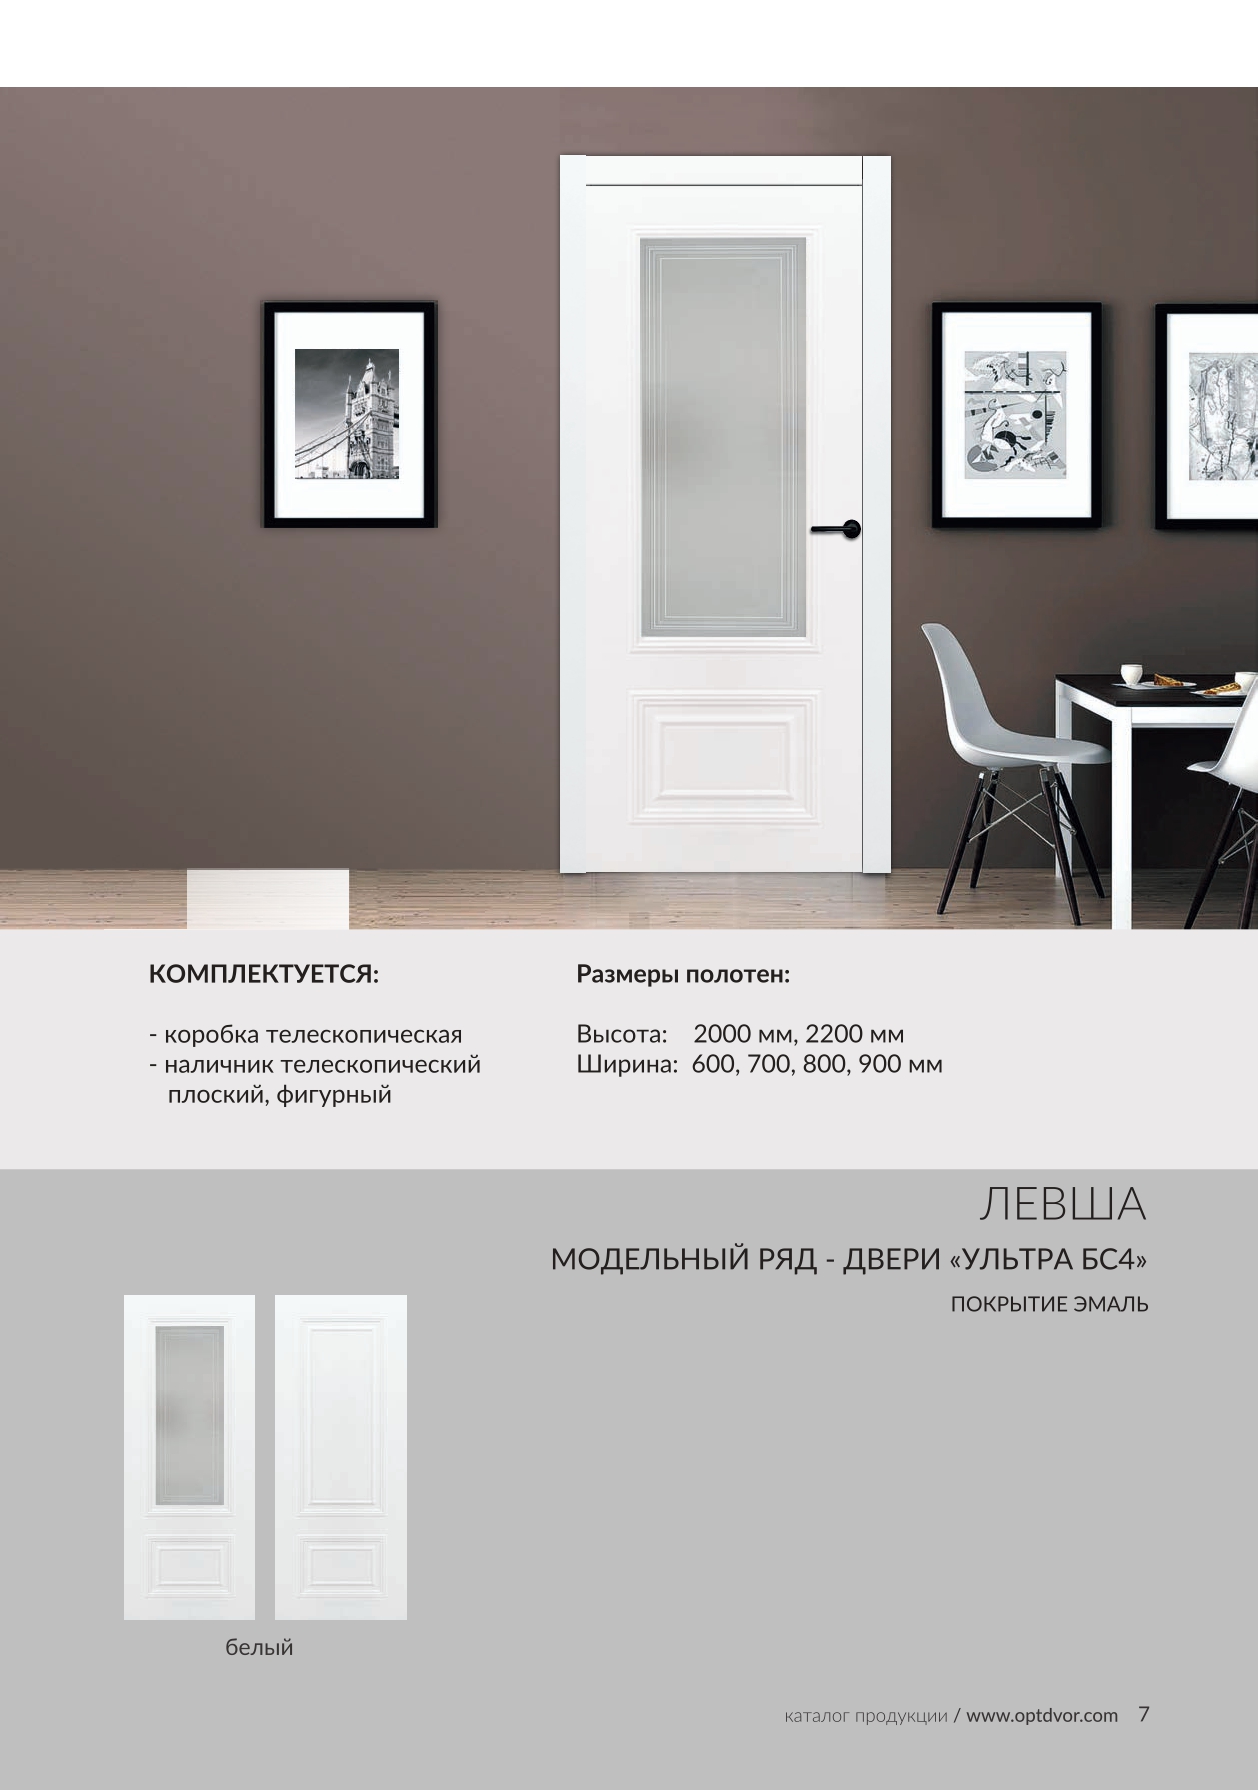 КОМПЛЕКТУЕТСЯ:
- коробка телескопическая
- наличник телескопический
плоский, фигурный
Размеры полотен:
Высота: 2000 мм, 2200 мм
Ширина: 600, 700, 800, 900 мм
ЛЕВША
МОДЕЛЬНЫЙ РЯД - ДВЕРИ «УЛЬТРА БС4»
ПОКРЫТИЕ ЭМАЛЬ
белый
каталог продукции / www.optdvor.com 7